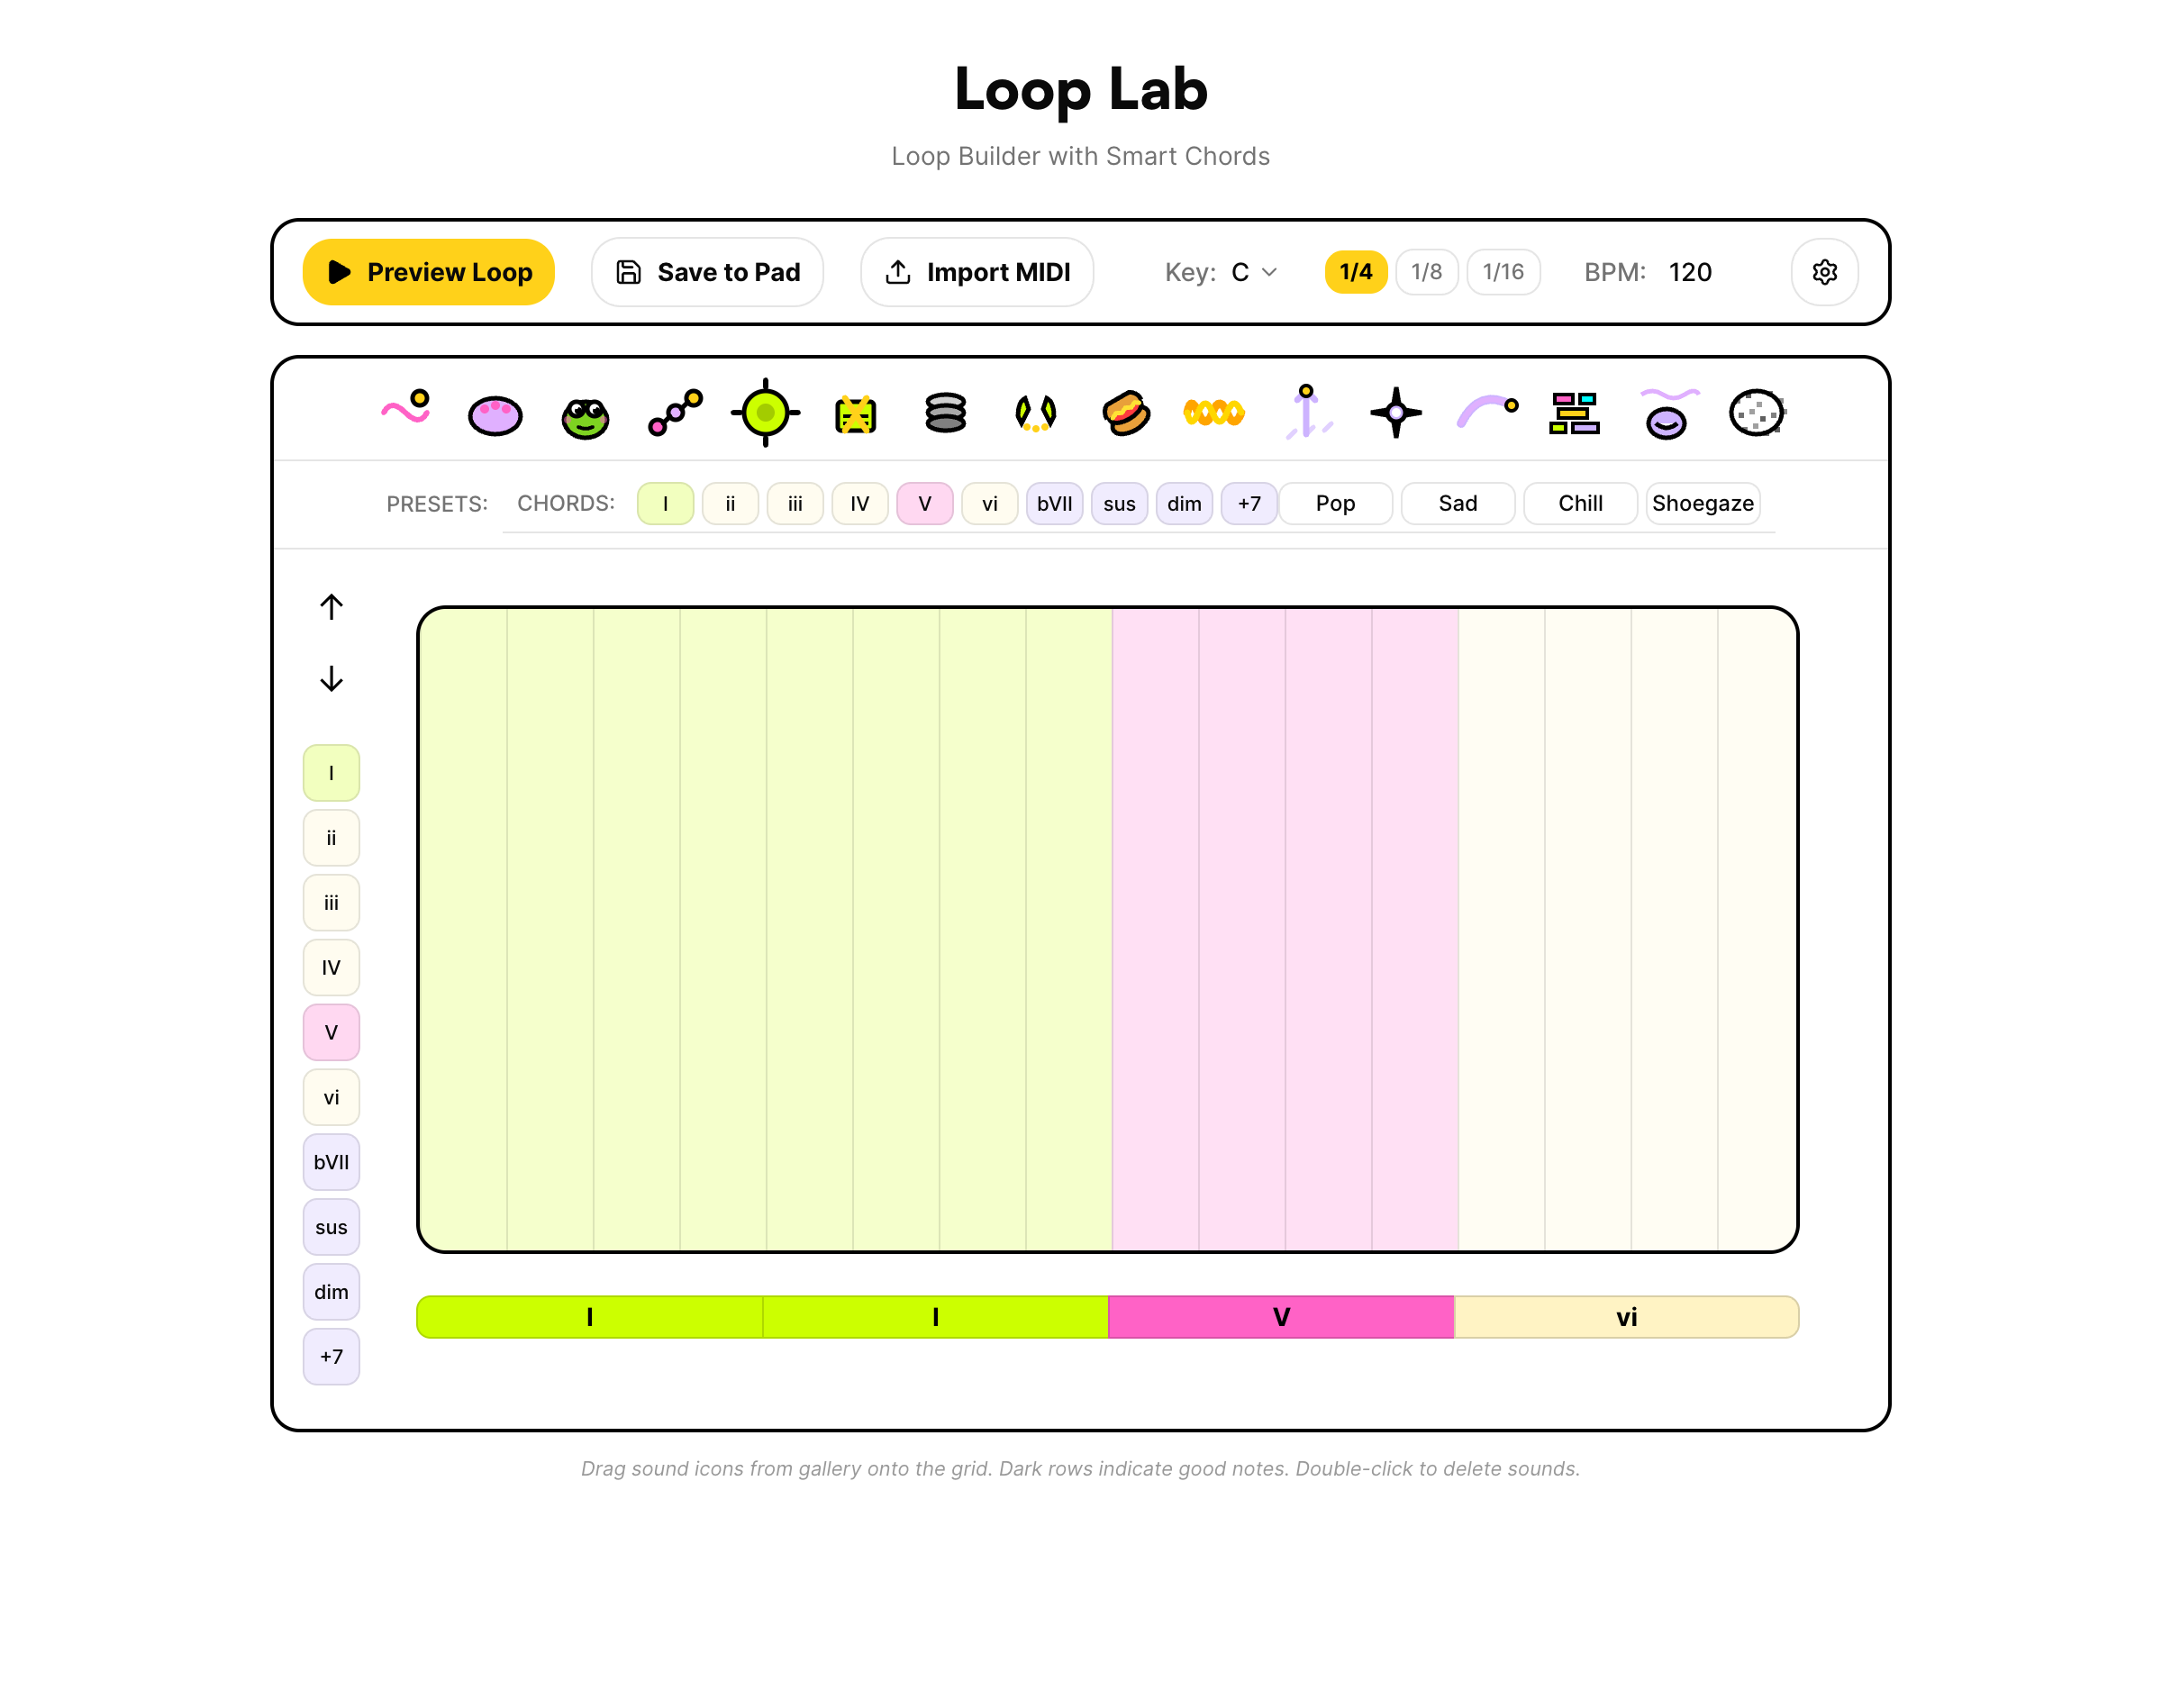 Loop Lab
Loop Builder with Smart Chords
Preview Loop Save to Pad Import MIDI Key: C 1/4 1/8 1/16 BPM: 120
PRESETS: CHORDS: I ii iii IV V vi bVII sus dim +7 Pop Sad Chill Shoegaze
I
ii
iii
IV
V
vi
bVII
sus
dim
+7
I I V vi
Drag sound icons from gallery onto the grid. Dark rows indicate good notes. Double-click to delete sounds.